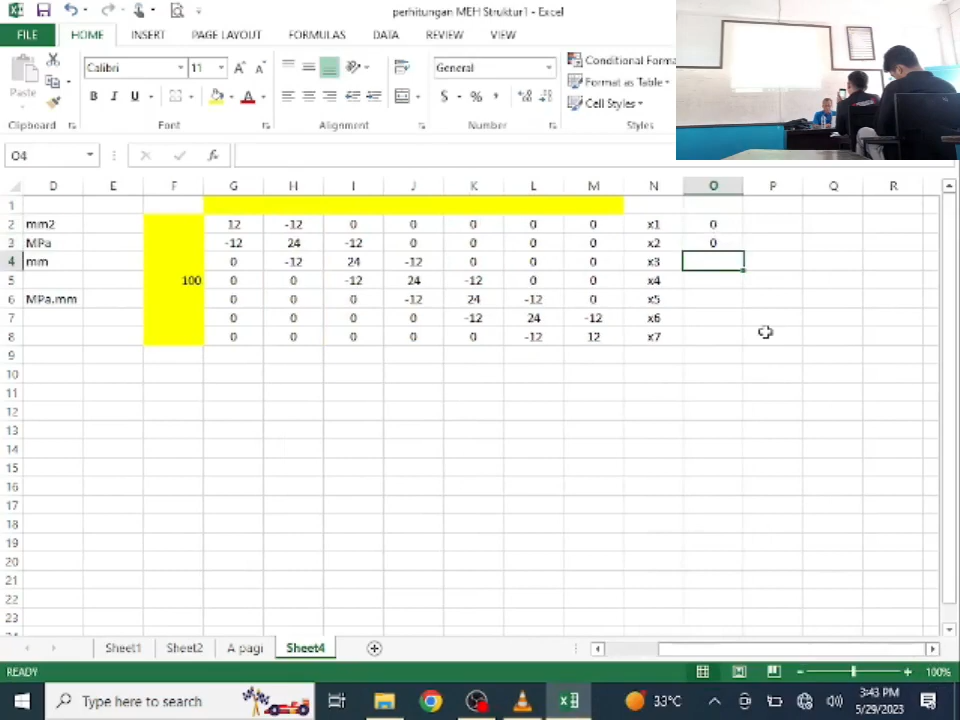 perhitungan MEH Struktur1 - Excel
FILE HOME INSERT PAGE LAYOUT FORMULAS DATA REVIEW VIEW
Calibri 11 General Conditional Forma
Paste B I U $ % , Format as Table
Cell Styles
Clipboard Font Alignment Number Styles
O4 fx
D E F G H I J K L M N O P Q R
1
2 mm2 12 -12 0 0 0 0 0 x1 0
3 MPa -12 24 -12 0 0 0 0 x2 0
4 mm 0 -12 24 -12 0 0 0 x3
5 100 0 0 -12 24 -12 0 0 x4
6 MPa.mm 0 0 0 -12 24 -12 0 x5
7 0 0 0 0 -12 24 -12 x6
8 0 0 0 0 0 -12 12 x7
9
10
11
12
13
14
15
16
17
18
19
20
21
22
23
Sheet1 Sheet2 A pagi Sheet4
READY 100%
Type here to search 33°C 3:43 PM
5/29/2023